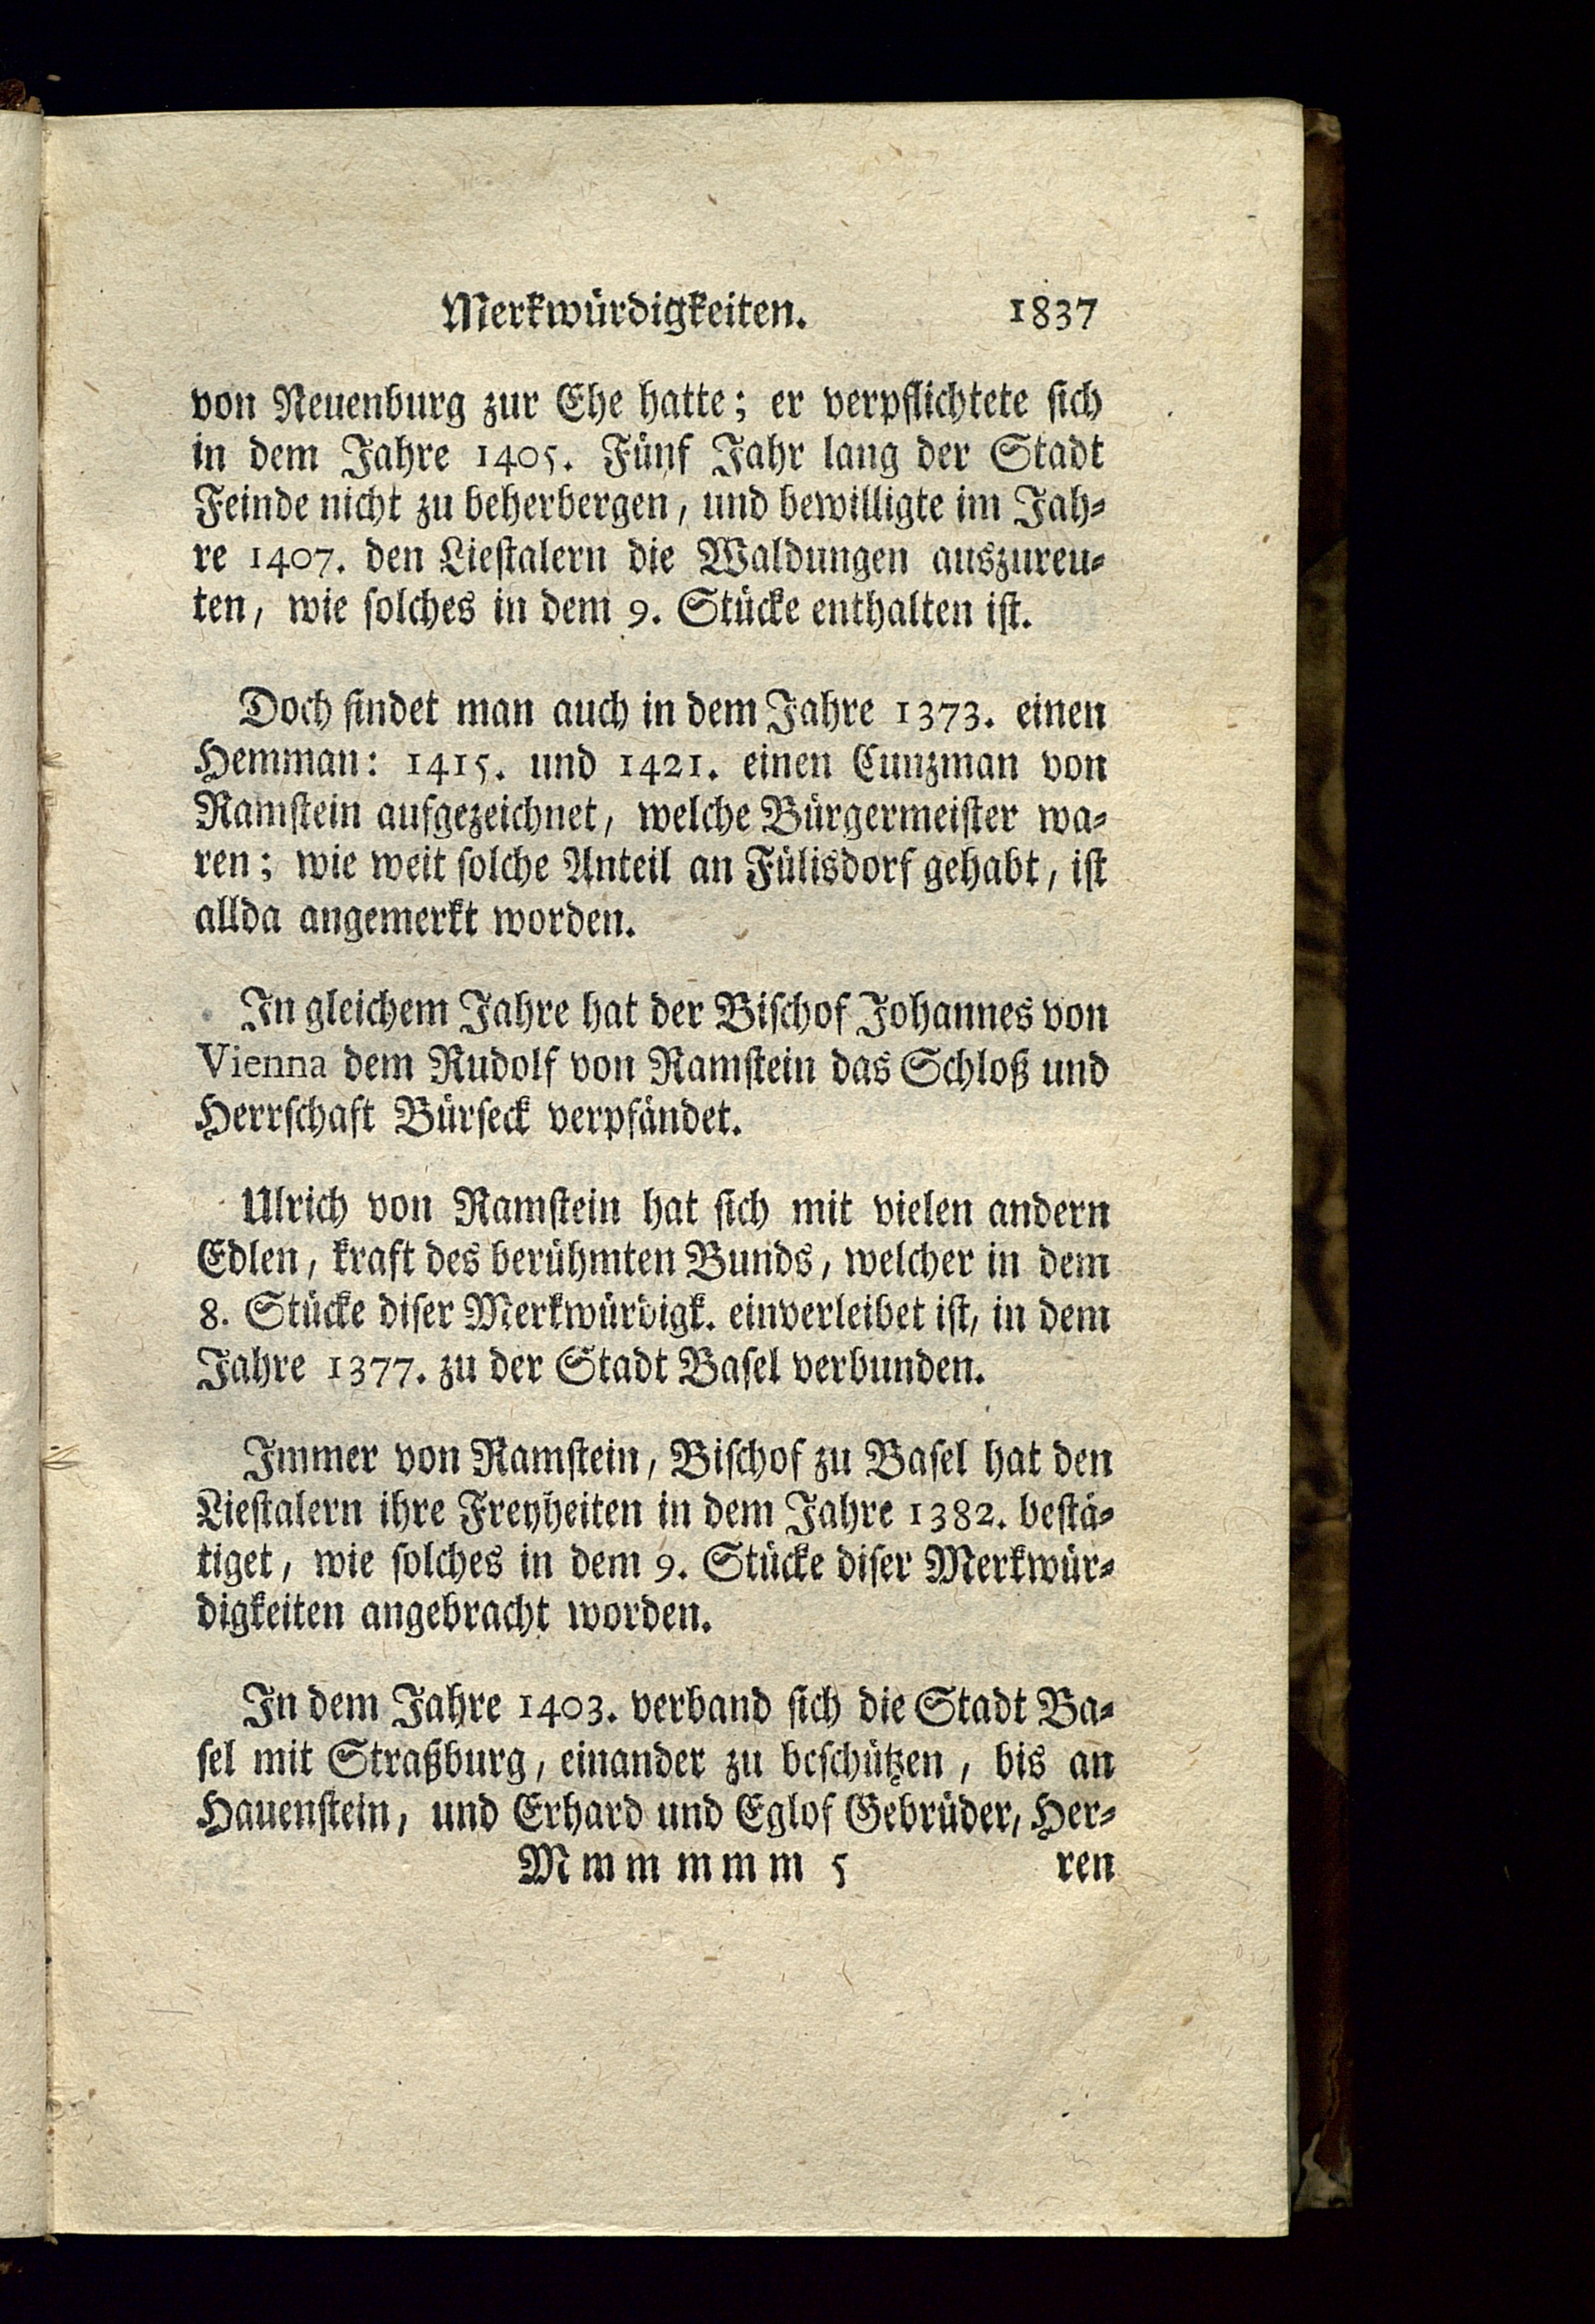 Merkwürdigkeiten. 1837
von Neuenburg zur Ehe hatte; er verpflichtete sich
in dem Jahre 1405. Fünf Jahr lang der Stadt
Feinde nicht zu beherbergen, und bewilligte im Jah-
re 1407. den Liestalern die Waldungen auszureu-
ten, wie solches in dem 9. Stücke enthalten ist.
Doch findet man auch in dem Jahre 1373. einen
Hemman: 1415. und 1421. einen Cunzman von
Ramstein aufgezeichnet, welche Bürgermeister wa-
ren; wie weit solche Anteil an Fülisdorf gehabt, ist
allda angemerkt worden.
In gleichem Jahre hat der Bischof Johannes von
Vienna dem Rudolf von Ramstein das Schloß und
Herrschaft Bürseck verpfändet.
Ulrich von Ramstein hat sich mit vielen andern
Edlen, kraft des berühmten Bunds, welcher in dem
8. Stücke diser Merkwürdigk. einverleibet ist, in dem
Jahre 1377. zu der Stadt Basel verbunden.
Immer von Ramstein, Bischof zu Basel hat den
Liestalern ihre Freyheiten in dem Jahre 1382. bestä-
tiget, wie solches in dem 9. Stücke diser Merkwür-
digkeiten angebracht worden.
In dem Jahre 1403. verband sich die Stadt Ba-
sel mit Straßburg, einander zu beschützen, bis an
Hauenstein, und Erhard und Eglof Gebrüder, Her-
M m m m m m 5 ren